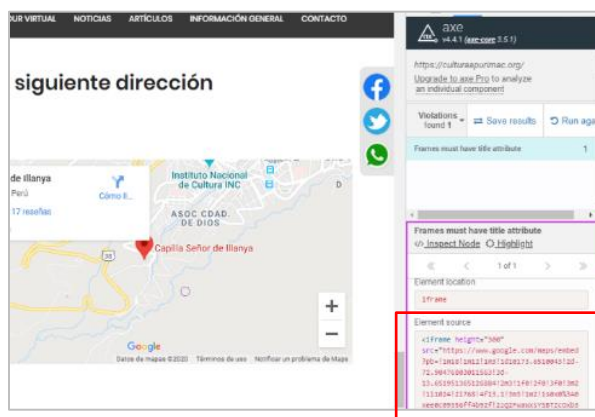 OUR VIRTUAL NOTICIAS ARTÍCULOS INFORMACIÓN GENERAL CONTACTO
siguiente dirección
de Illanya
Perú
17 reseñas
Cómo ll...
Instituto Nacional
de Cultura INC
ASOC CDAD.
DE DIOS
D
Capilla Señor de Illanya
+
−
Google
Datos de mapas ©2020 Términos de uso Notificar un problema de Maps
axe
v4.4.1 (axe-core 3.5.1)
https://culturaapurimac.org/
Upgrade to axe Pro to analyze
an individual component
Violations
found 1
Save results
Run aga
Frames must have title attribute 1
Frames must have title attribute
</> Inspect Node Highlight
1 of 1
Element location
iframe
Element source
<iframe height="500"
src="https://www.google.com/maps/embed